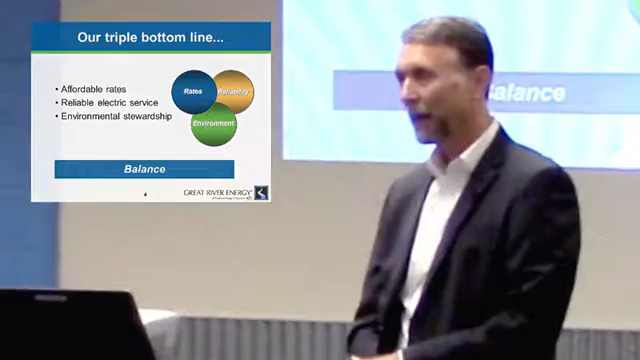 Our triple bottom line...
• Affordable rates
• Reliable electric service
• Environmental stewardship
Rates
Reliability
Environment
Balance
4
GREAT RIVER ENERGY
Balance